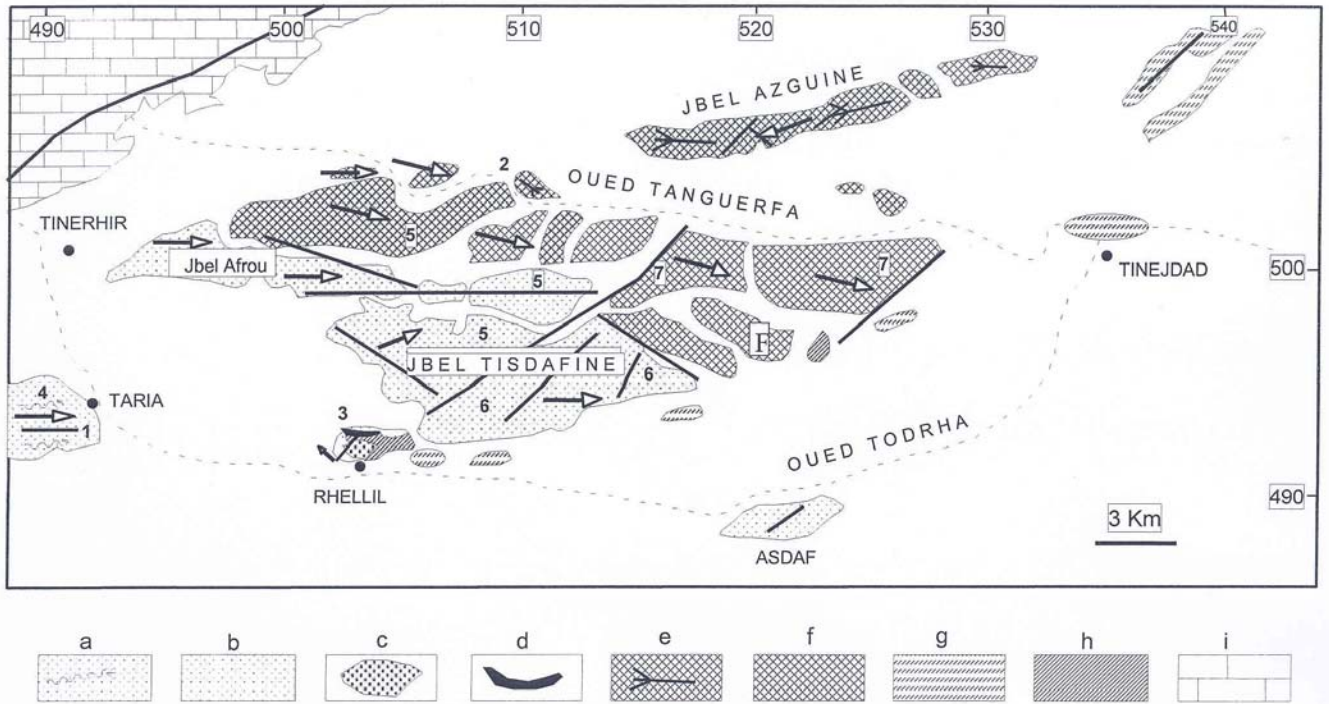 490 500 510 520 530 540
JBEL AZGUINE
2
OUED TANGUERFA
TINERHIR
5
Jbel Afrou
7
7
TINEJDAD
500
5
5
F
JBEL TISDAFINE
6
4
TARIA
6
1
3
OUED TODRHA
RHELLIL
490
3 Km
ASDAF
a b c d e f g h i